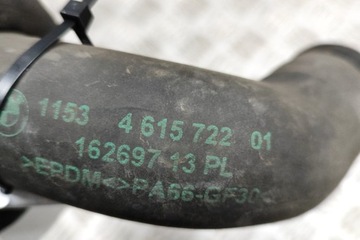 1153 4 615 722 01
162697 13 PL
>EPDM<>PA66-GF30<